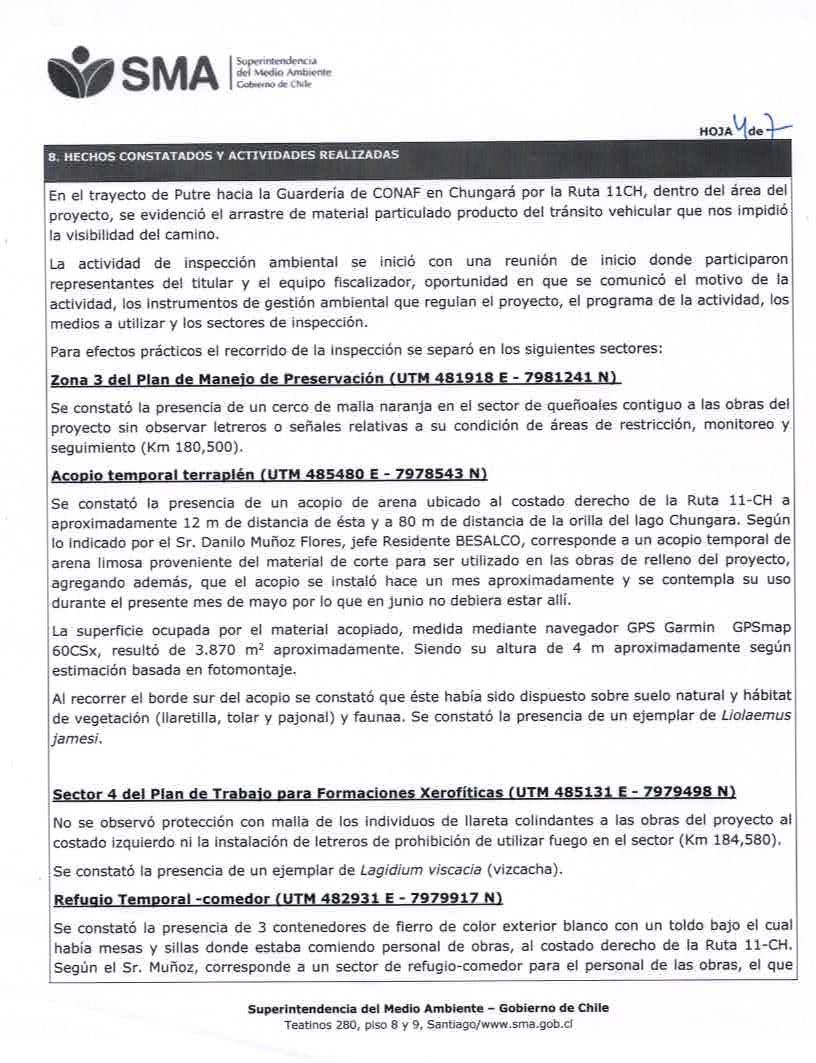 SMA
Superintendencia
del Medio Ambiente
Gobierno de Chile
HOJA 4 de 7
8. HECHOS CONSTATADOS Y ACTIVIDADES REALIZADAS
En el trayecto de Putre hacia la Guardería de CONAF en Chungará por la Ruta 11CH, dentro del área del
proyecto, se evidenció el arrastre de material particulado producto del tránsito vehicular que nos impidió
la visibilidad del camino.
La actividad de inspección ambiental se inició con una reunión de inicio donde participaron
representantes del titular y el equipo fiscalizador, oportunidad en que se comunicó el motivo de la
actividad, los instrumentos de gestión ambiental que regulan el proyecto, el programa de la actividad, los
medios a utilizar y los sectores de inspección.
Para efectos prácticos el recorrido de la inspección se separó en los siguientes sectores:
Zona 3 del Plan de Manejo de Preservación (UTM 481918 E - 7981241 N)
Se constató la presencia de un cerco de malla naranja en el sector de queñoales contiguo a las obras del
proyecto sin observar letreros o señales relativas a su condición de áreas de restricción, monitoreo y
seguimiento (Km 180,500).
Acopio temporal terraplén (UTM 485480 E - 7978543 N)
Se constató la presencia de un acopio de arena ubicado al costado derecho de la Ruta 11-CH a
aproximadamente 12 m de distancia de ésta y a 80 m de distancia de la orilla del lago Chungara. Según
lo indicado por el Sr. Danilo Muñoz Flores, jefe Residente BESALCO, corresponde a un acopio temporal de
arena limosa proveniente del material de corte para ser utilizado en las obras de relleno del proyecto,
agregando además, que el acopio se instaló hace un mes aproximadamente y se contempla su uso
durante el presente mes de mayo por lo que en junio no debiera estar allí.
La superficie ocupada por el material acopiado, medida mediante navegador GPS Garmin GPSmap
60CSx, resultó de 3.870 m² aproximadamente. Siendo su altura de 4 m aproximadamente según
estimación basada en fotomontaje.
Al recorrer el borde sur del acopio se constató que éste había sido dispuesto sobre suelo natural y hábitat
de vegetación (llaretilla, tolar y pajonal) y faunaa. Se constató la presencia de un ejemplar de Liolaemus
jamesi.
Sector 4 del Plan de Trabajo para Formaciones Xerofíticas (UTM 485131 E - 7979498 N)
No se observó protección con malla de los individuos de llareta colindantes a las obras del proyecto al
costado izquierdo ni la instalación de letreros de prohibición de utilizar fuego en el sector (Km 184,580).
Se constató la presencia de un ejemplar de Lagidium viscacia (vizcacha).
Refugio Temporal -comedor (UTM 482931 E - 7979917 N)
Se constató la presencia de 3 contenedores de fierro de color exterior blanco con un toldo bajo el cual
había mesas y sillas donde estaba comiendo personal de obras, al costado derecho de la Ruta 11-CH.
Según el Sr. Muñoz, corresponde a un sector de refugio-comedor para el personal de las obras, el que
Superintendencia del Medio Ambiente – Gobierno de Chile
Teatinos 280, piso 8 y 9, Santiago/www.sma.gob.cl